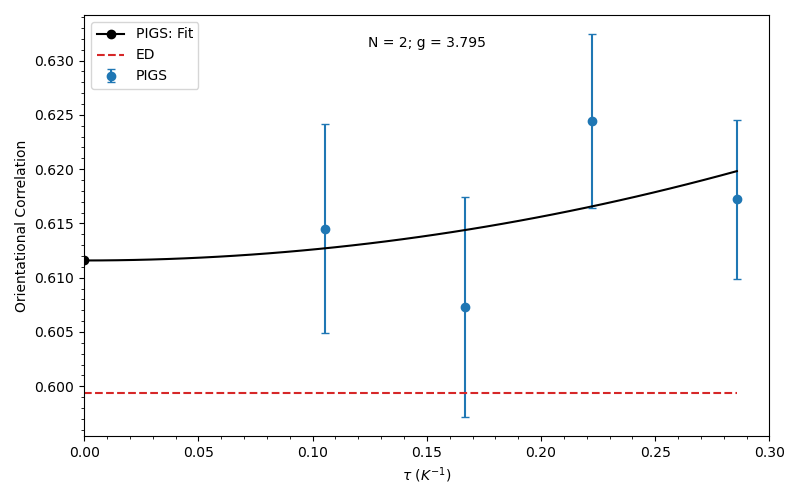 PIGS: Fit
ED
PIGS
N = 2; g = 3.795
Orientational Correlation
0.630
0.625
0.620
0.615
0.610
0.605
0.600
0.00
0.05
0.10
0.15
0.20
0.25
0.30
τ (K⁻¹)